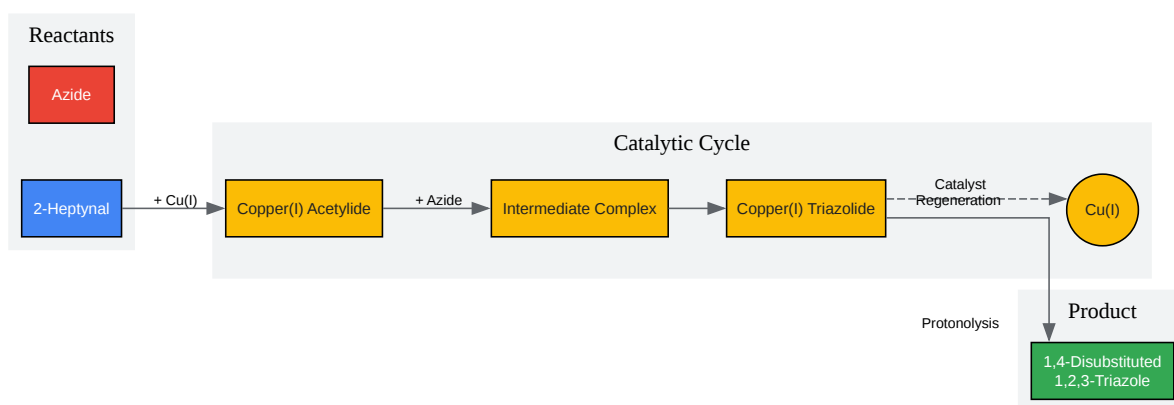 Reactants
Azide
2-Heptynal
+ Cu(I)
Catalytic Cycle
Copper(I) Acetylide
+ Azide
Intermediate Complex
Copper(I) Triazolide
Catalyst
Regeneration
Cu(I)
Protonolysis
Product
1,4-Disubstituted
1,2,3-Triazole